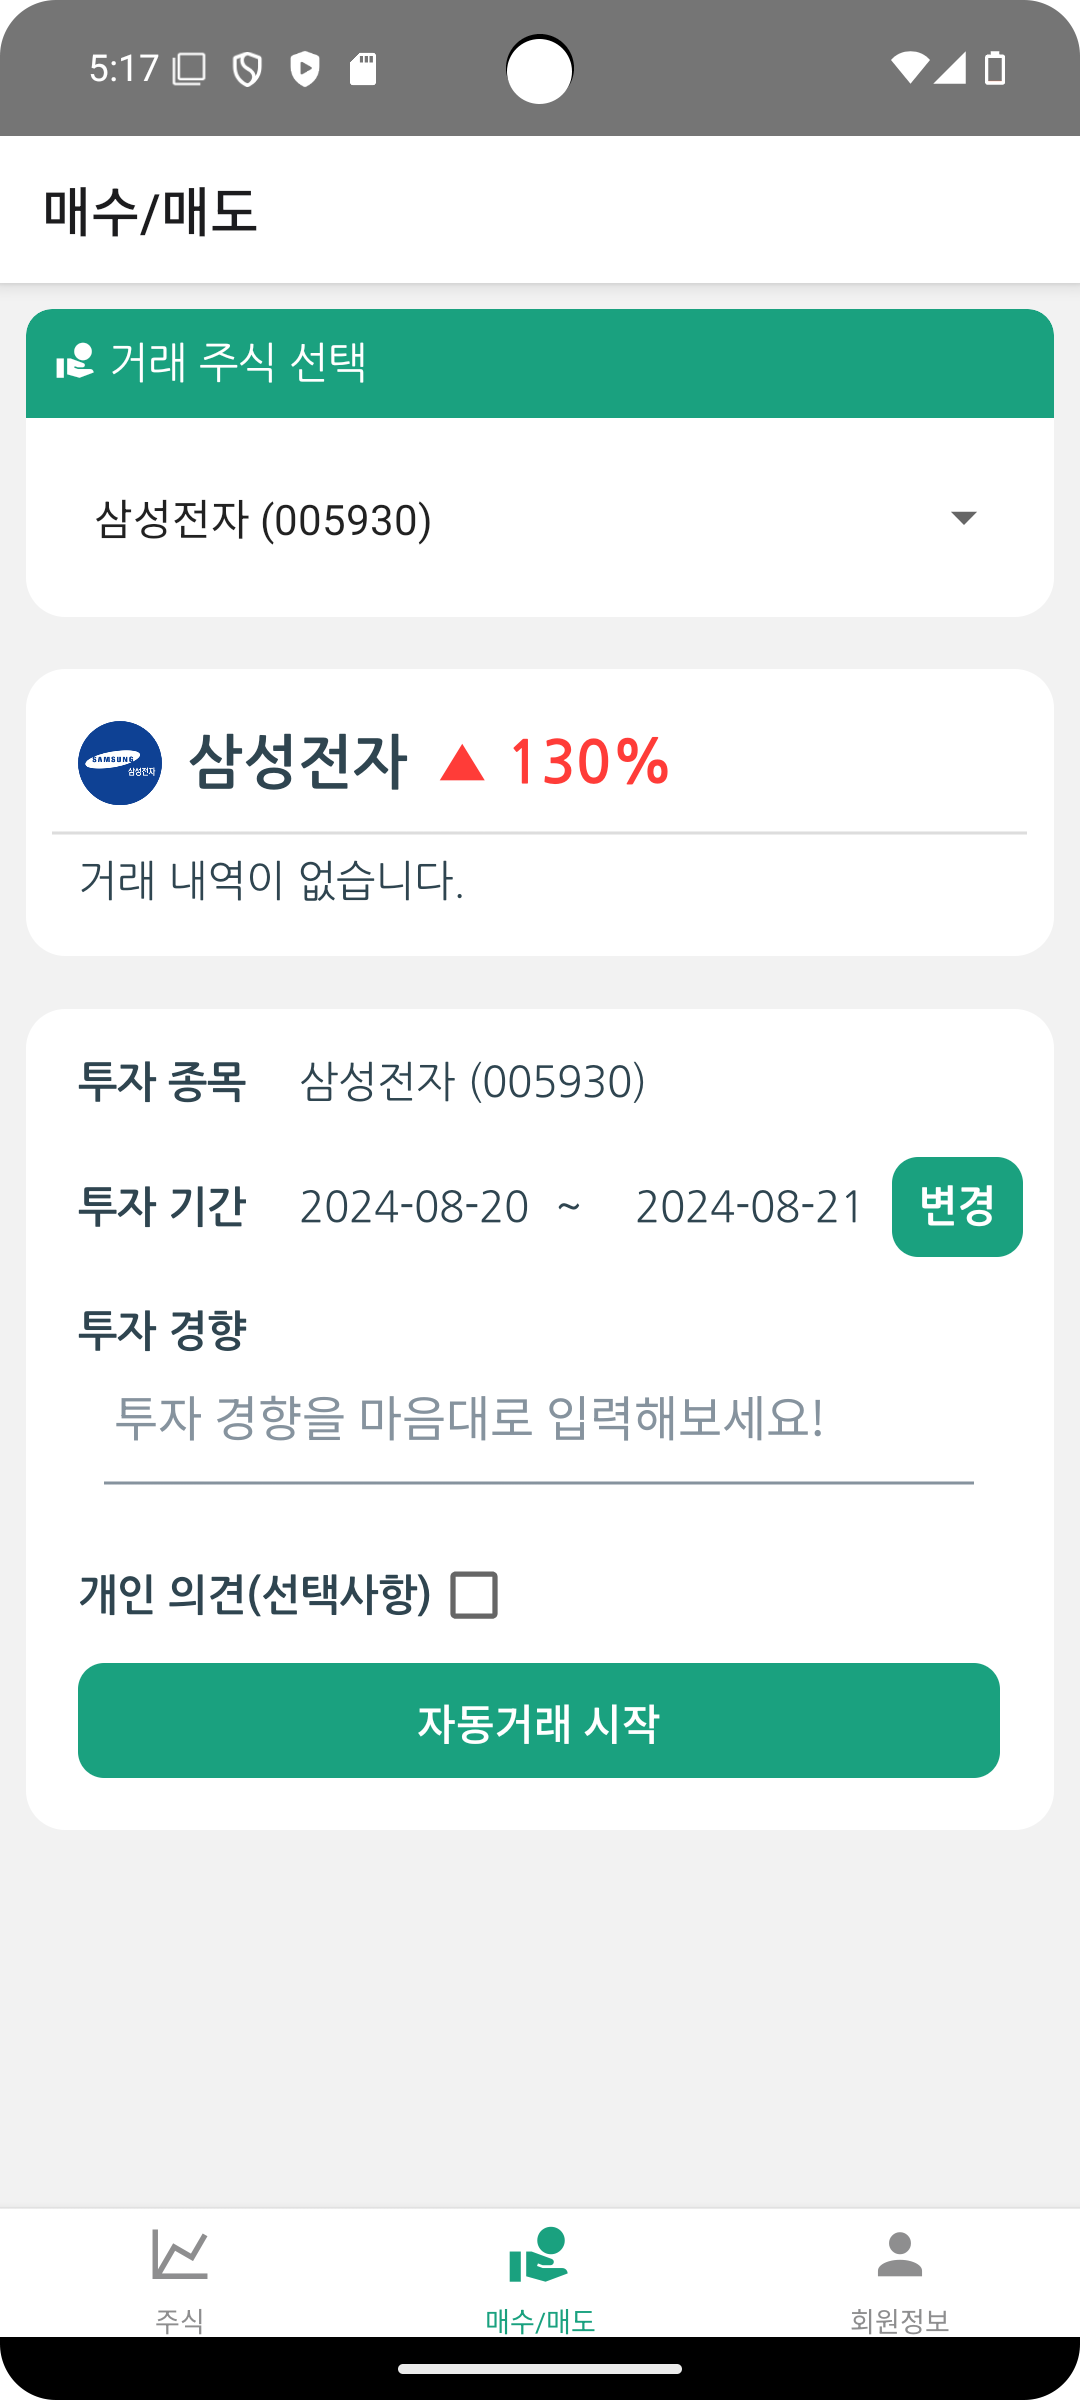 5:17
매수/매도
거래 주식 선택
삼성전자 (005930)
SAMSUNG
삼성전자
삼성전자 ▲ 130%
거래 내역이 없습니다.
투자 종목 삼성전자 (005930)
투자 기간 2024-08-20 ~ 2024-08-21 변경
투자 경향
투자 경향을 마음대로 입력해보세요!
개인 의견(선택사항)
자동거래 시작
주식 매수/매도 회원정보